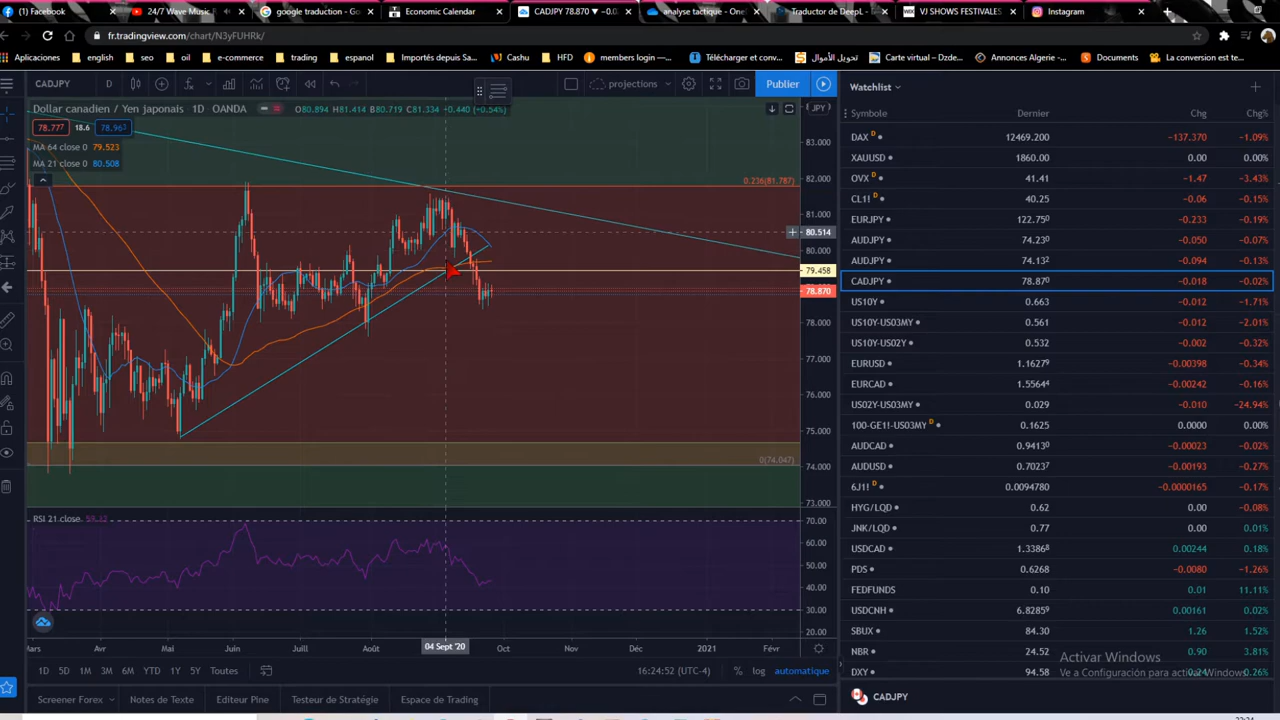 (1) Facebook
24/7 Wave Music F
google traduction - Go
Economic Calendar
CADJPY 78.870 ▼ −0.0
analyse tactique - One
Traductor de DeepL -
VJ SHOWS FESTIVALES
Instagram
fr.tradingview.com/chart/N3yFUHRk/
Aplicaciones
english
seo
oil
e-commerce
trading
espanol
Importés depuis Sa...
Cashu
HFD
members login —...
Télécharger et conv...
تحويل الأموال
Carte virtual – Dzde...
Annonces Algerie -...
Documents
La conversion est te...
CADJPY
D
projections
Publier
Watchlist
Dollar canadien / Yen japonais 1D OANDA
O80.894 H81.414 B80.719 C81.334 +0.440 (+0.54%)
JPY
78.777 18.6 78.963
MA 64 close 0 79.523
MA 21 close 0 80.508
0.236(81.787)
0(74.047)
83.000
82.000
81.000
80.514
80.000
79.458
78.870
78.000
77.000
76.000
75.000
74.000
73.000
RSI 21 close
70.00
60.00
50.00
40.00
30.00
20.00
Mars Avr Mai Juin Juill Août 04 Sept '20 Oct Nov Déc 2021 Févr
1D 5D 1M 3M 6M YTD 1Y 5Y Toutes
16:24:52 (UTC-4)
% log automatique
Screener Forex
Notes de Texte
Editeur Pine
Testeur de Stratégie
Espace de Trading
Symbole Dernier Chg Chg%
DAX D 12469.200 −137.370 −1.09%
XAUUSD 1860.00 0.00 0.00%
OVX D 41.41 −1.47 −3.43%
CL1! D 40.25 −0.06 −0.15%
EURJPY 122.750 −0.233 −0.19%
AUDJPY 74.230 −0.050 −0.07%
AUDJPY 74.132 −0.095 −0.13%
CADJPY 78.870 −0.018 −0.02%
US10Y 0.663 −0.012 −1.71%
US10Y-US03MY 0.561 −0.012 −2.01%
US10Y-US02Y 0.532 −0.002 −0.32%
EURUSD 1.16279 −0.00398 −0.34%
EURCAD 1.55644 −0.00242 −0.16%
US02Y-US03MY 0.029 −0.010 −24.94%
100-GE1!-US03MY D 0.1625 0.0000 0.00%
AUDCAD 0.94130 −0.00023 −0.02%
AUDUSD 0.70237 −0.00193 −0.27%
6J1! D 0.0094780 −0.0000165 −0.17%
HYG/LQD 0.62 0.00 −0.08%
JNK/LQD 0.77 0.00 0.01%
USDCAD 1.33868 0.00244 0.18%
PDS 0.6268 −0.0080 −1.26%
FEDFUNDS 0.10 0.01 11.11%
USDCNH 6.82859 0.00161 0.02%
SBUX 84.30 1.26 1.52%
NBR 24.52 0.90 3.81%
DXY 94.58 0.24 0.26%
Activar Windows
Ve a Configuración para activar Windows.
CADJPY